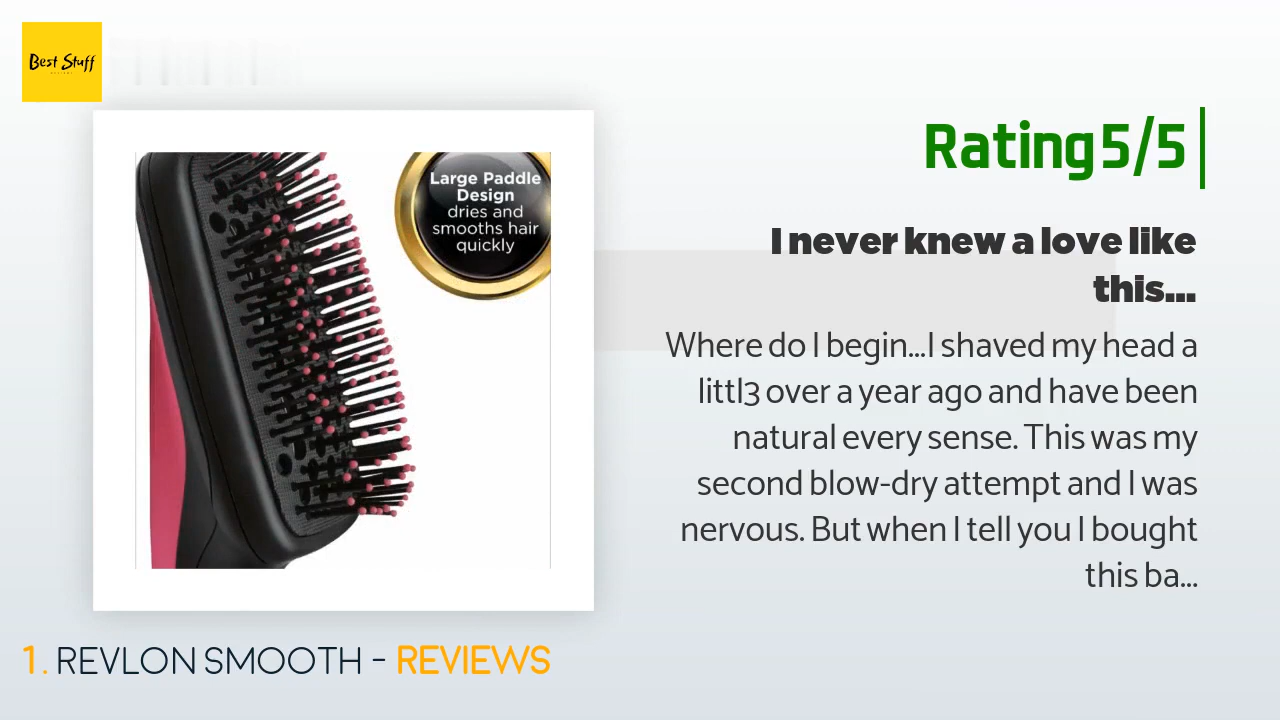 Best Stuff
Large Paddle
Design
dries and
smooths hair
quickly
Rating 5/5
I never knew a love like
this...
Where do I begin...I shaved my head a
littl3 over a year ago and have been
natural every sense. This was my
second blow-dry attempt and I was
nervous. But when I tell you I bought
this ba...
1. REVLON SMOOTH - REVIEWS